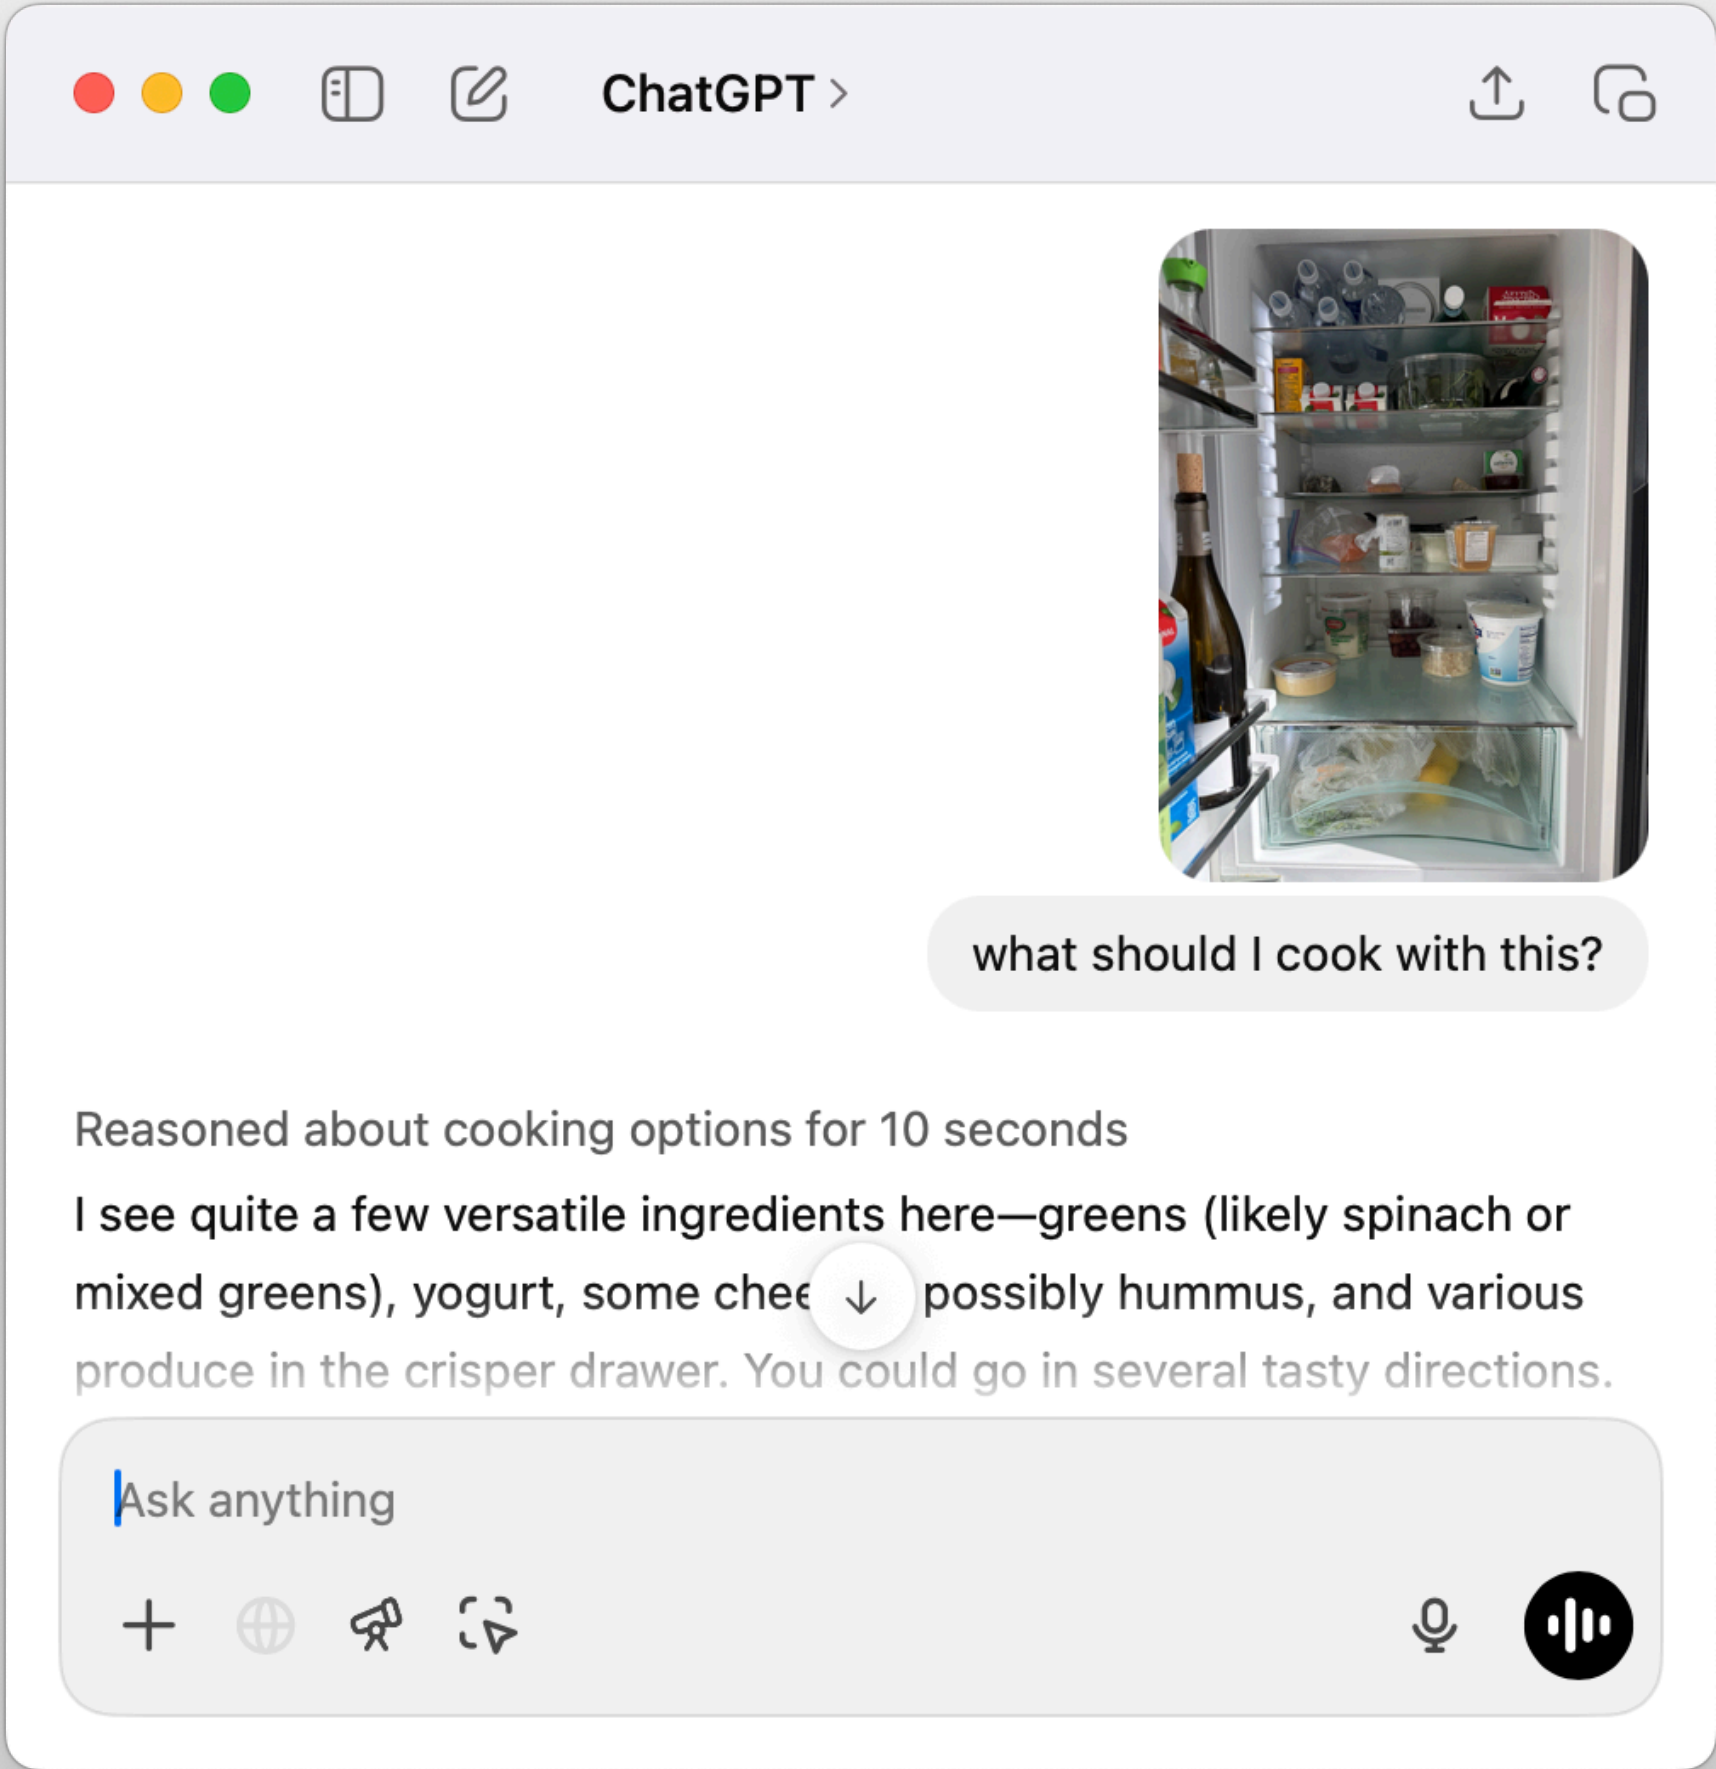 ChatGPT
what should I cook with this?
Reasoned about cooking options for 10 seconds
I see quite a few versatile ingredients here—greens (likely spinach or
mixed greens), yogurt, some possibly hummus, and various
produce in the crisper drawer. You could go in several tasty directions.
Ask anything